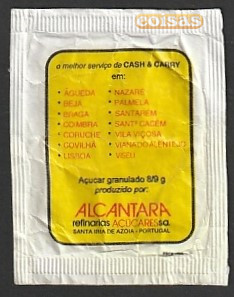 coisas
o melhor serviço de CASH & CARRY
em:
• ÁGUEDA • NAZARÉ
• BEJA • PALMELA
• BRAGA • SANTARÉM
• COIMBRA • SANTº CACÉM
• CORUCHE • VILA VIÇOSA
• COVILHÃ • VIANA DO ALENTEJO
• LISBOA • VISEU
Açucar granulado 8/9 g
produzido por:
ALCANTARA
refinarias AÇUCARES sa.
SANTA IRIA DE AZOIA - PORTUGAL